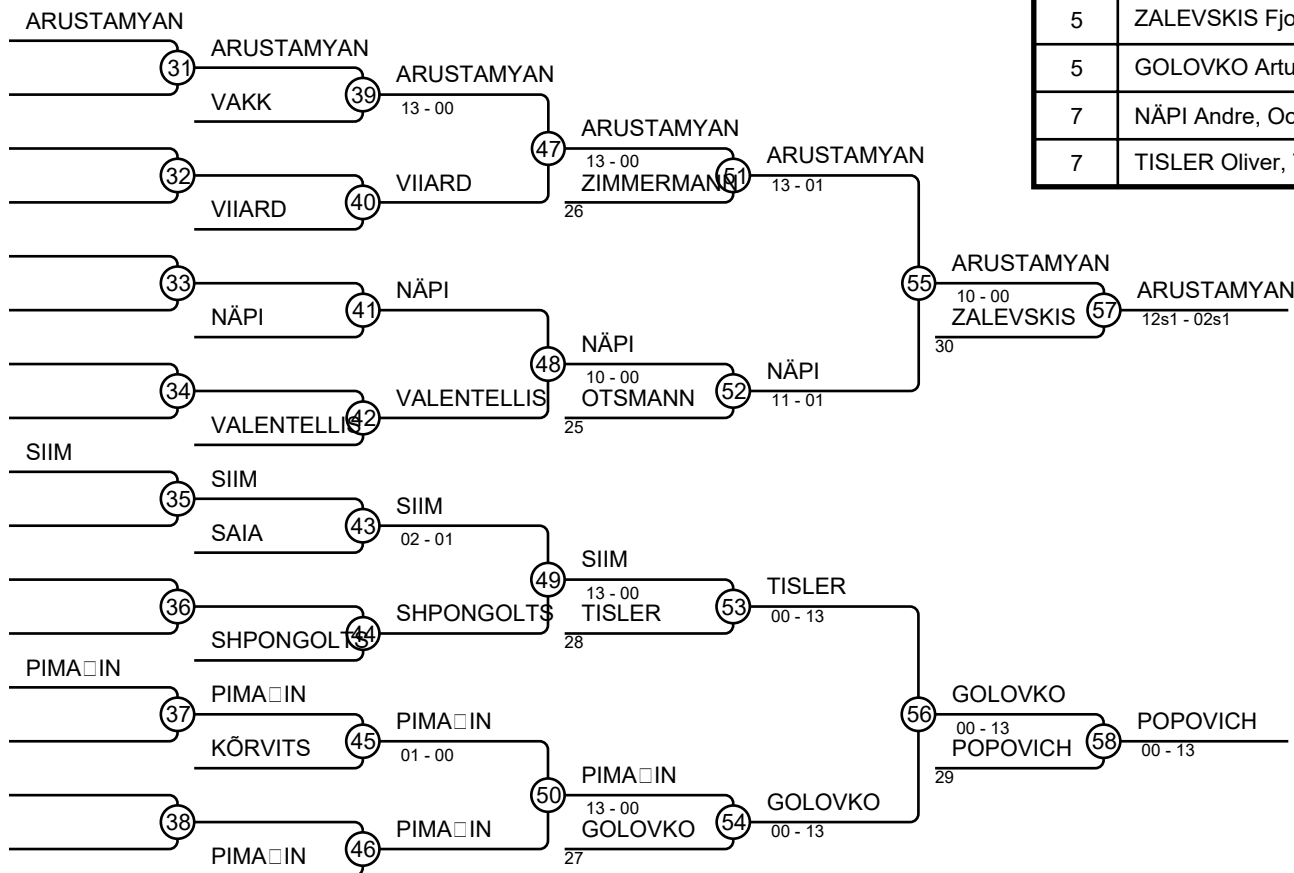 ARUSTAMYAN
31
ARUSTAMYAN
VAKK
39
ARUSTAMYAN
13 - 00
32
VIIARD
40
VIIARD
47
ARUSTAMYAN
13 - 00
ZIMMERMANN
26
51
ARUSTAMYAN
13 - 01
33
NÄPI
41
NÄPI
34
VALENTELLIS
42
VALENTELLIS
48
NÄPI
10 - 00
OTSMANN
25
52
NÄPI
11 - 01
55
ARUSTAMYAN
10 - 00
ZALEVSKIS
30
57
ARUSTAMYAN
12s1 - 02s1
SIIM
35
SIIM
SAIA
43
SIIM
02 - 01
36
SHPONGOLTS
44
SHPONGOLTS
49
SIIM
13 - 00
TISLER
28
53
TISLER
00 - 13
PIMA□IN
37
PIMA□IN
KÕRVITS
45
PIMA□IN
01 - 00
38
PIMA□IN
46
PIMA□IN
50
PIMA□IN
13 - 00
GOLOVKO
27
54
GOLOVKO
00 - 13
56
GOLOVKO
00 - 13
POPOVICH
29
58
POPOVICH
00 - 13
5 ZALEVSKIS Fjo
5 GOLOVKO Artu
7 NÄPI Andre, Oo
7 TISLER Oliver,